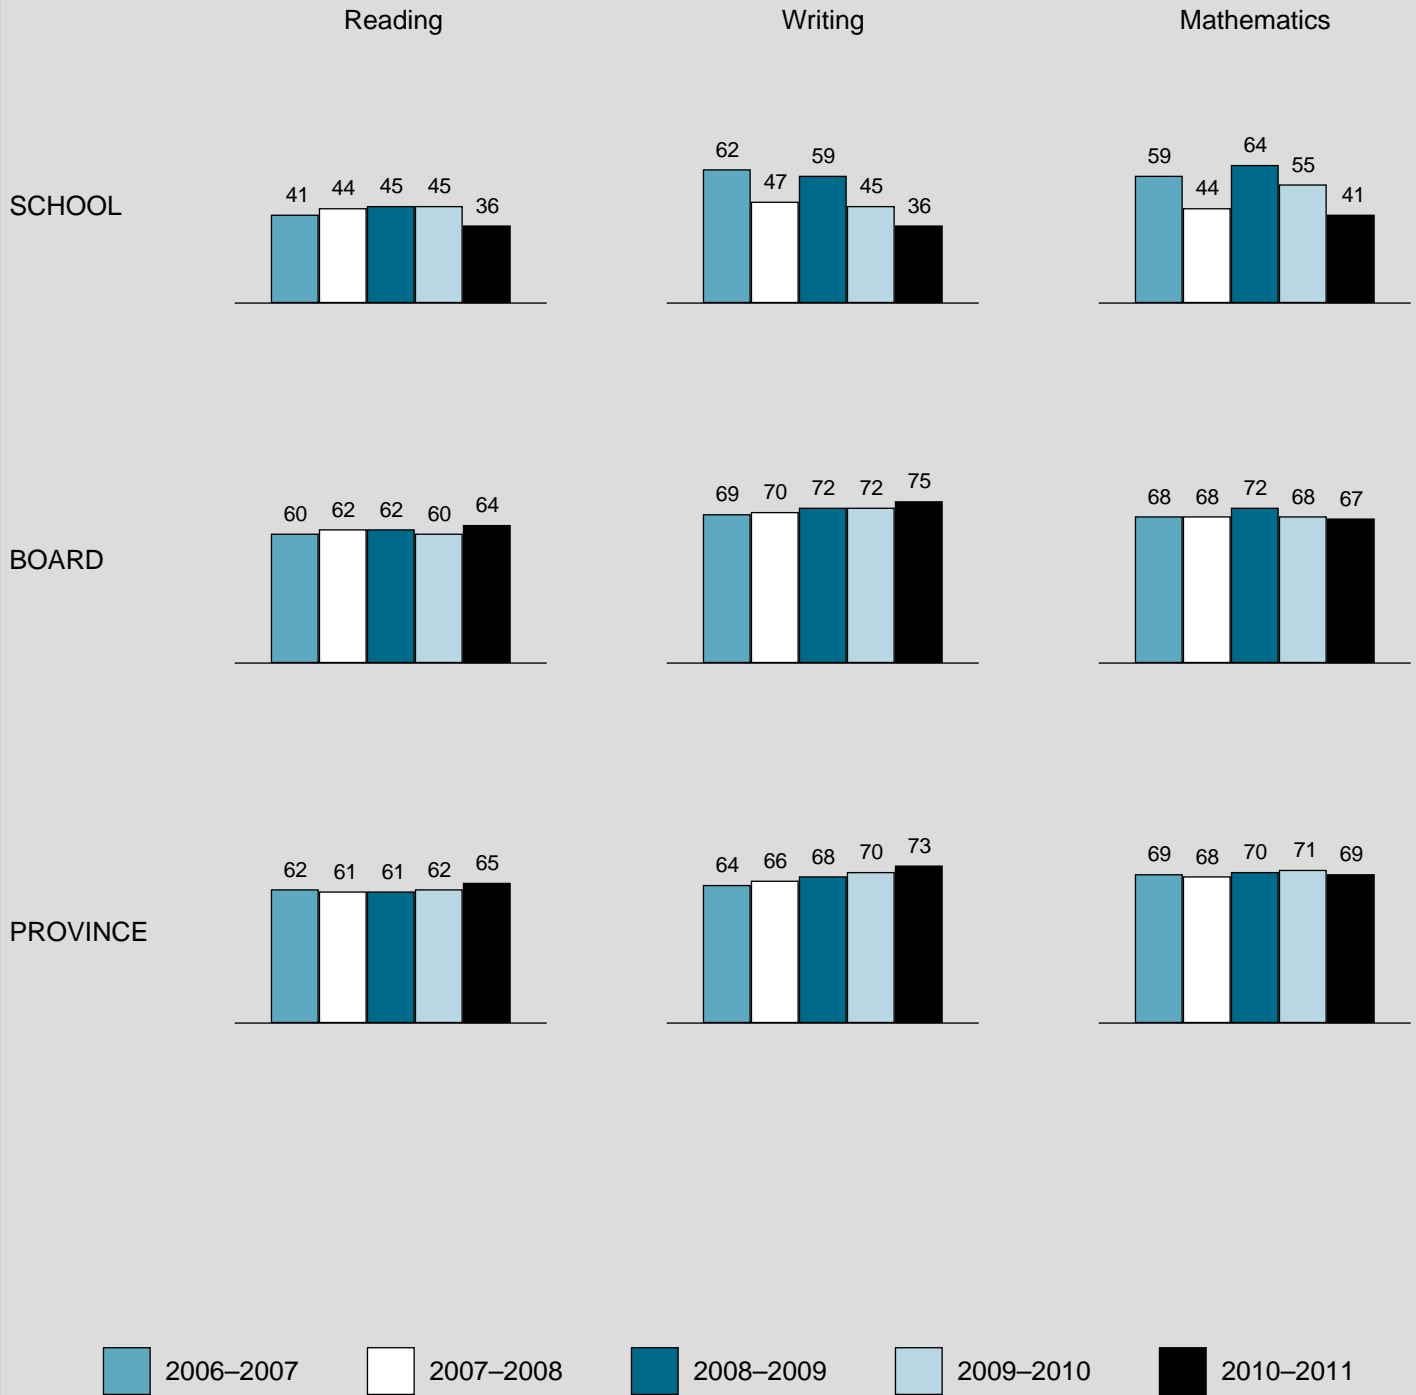 Reading Writing Mathematics
SCHOOL
41 44 45 45 36
62 47 59 45 36
59 44 64 55 41
BOARD
60 62 62 60 64
69 70 72 72 75
68 68 72 68 67
PROVINCE
62 61 61 62 65
64 66 68 70 73
69 68 70 71 69
2006–2007 2007–2008 2008–2009 2009–2010 2010–2011